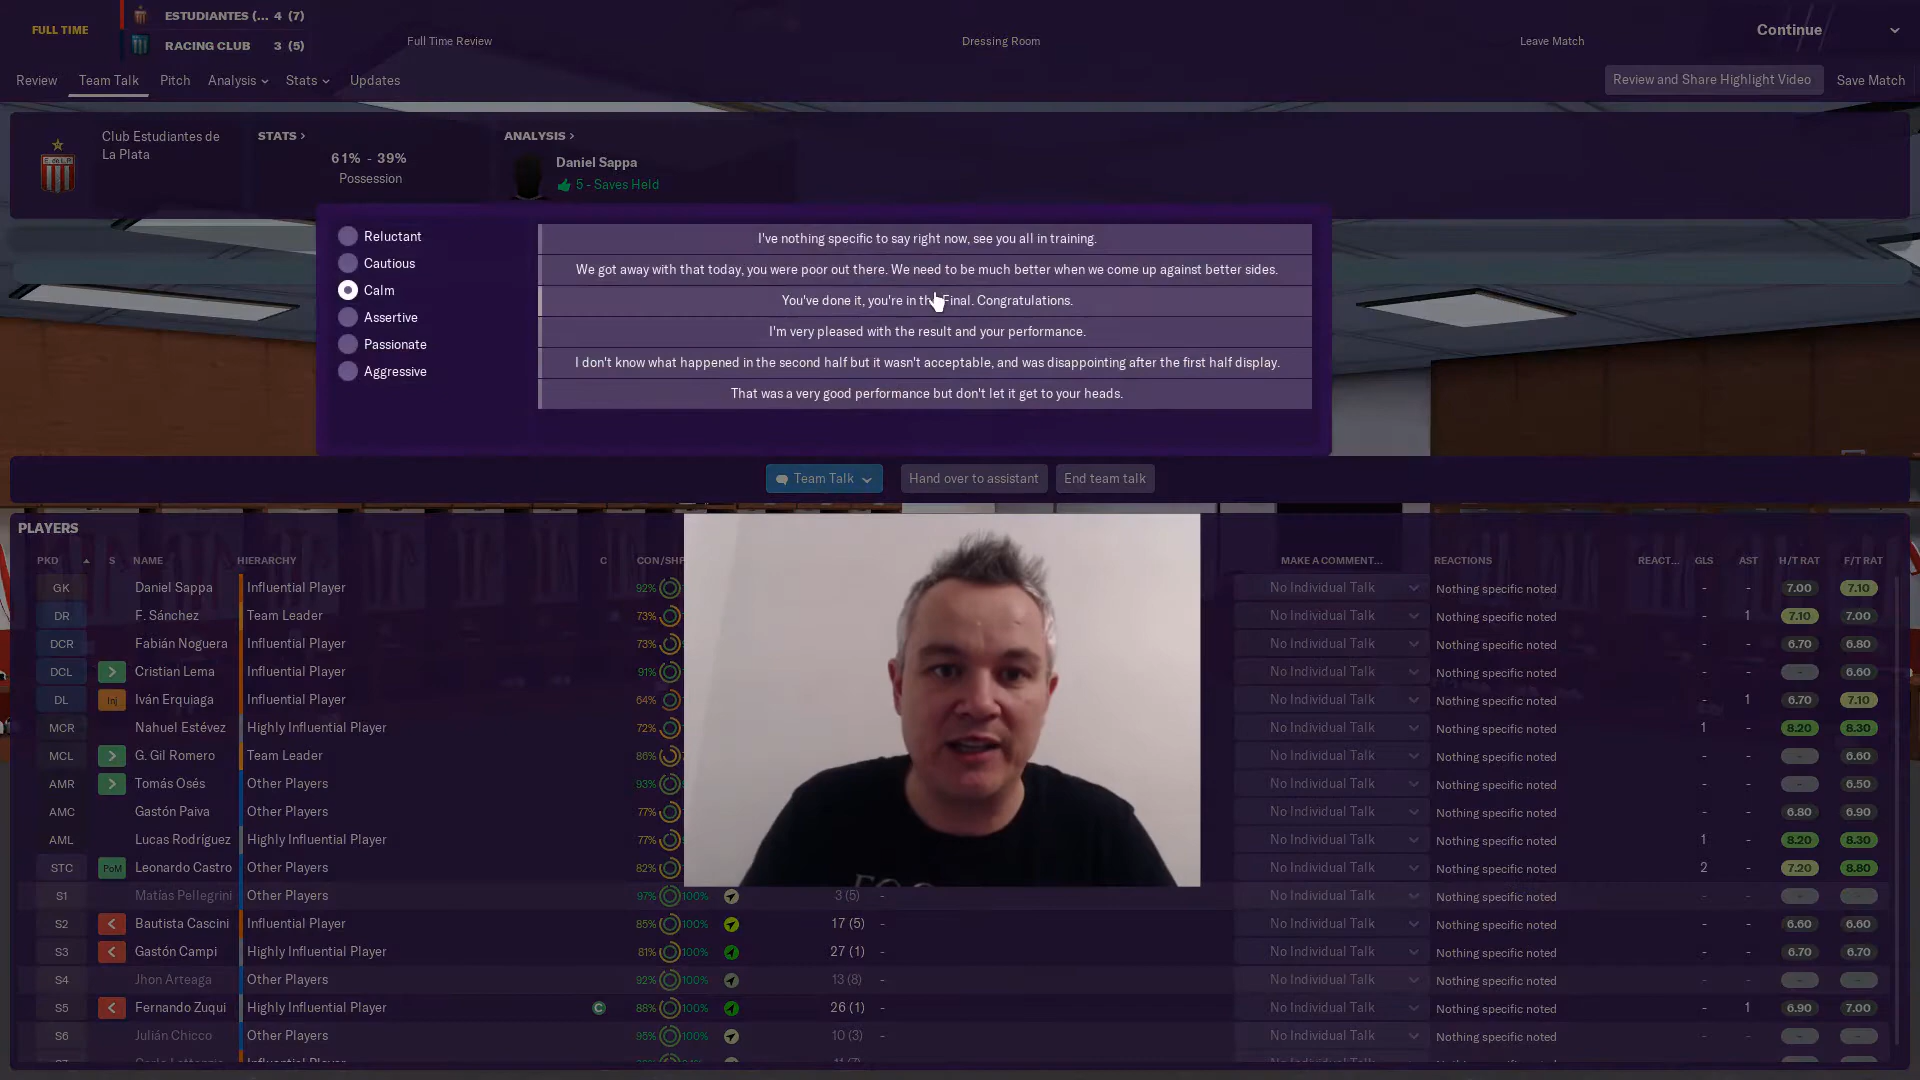 FULL TIME
ESTUDIANTES (... 4 (7)
RACING CLUB 3 (5)
Full Time Review
Dressing Room
Leave Match
Continue
Review Team Talk Pitch Analysis Stats Updates
Review and Share Highlight Video Save Match
Club Estudiantes de
La Plata
STATS >
61% - 39%
Possession
ANALYSIS >
Daniel Sappa
5 - Saves Held
Reluctant
Cautious
Calm
Assertive
Passionate
Aggressive
I've nothing specific to say right now, see you all in training.
We got away with that today, you were poor out there. We need to be much better when we come up against better sides.
You've done it, you're in the Final. Congratulations.
I'm very pleased with the result and your performance.
I don't know what happened in the second half but it wasn't acceptable, and was disappointing after the first half display.
That was a very good performance but don't let it get to your heads.
Team Talk Hand over to assistant End team talk
PLAYERS
PKD S NAME HIERARCHY C CON/SHP MAKE A COMMENT... REACTIONS REACT... GLS AST H/T RAT F/T RAT
GK Daniel Sappa Influential Player 92% No Individual Talk Nothing specific noted - - 7.00 7.10
DR F. Sánchez Team Leader 73% No Individual Talk Nothing specific noted - 1 7.10 7.00
DCR Fabián Noguera Influential Player 73% No Individual Talk Nothing specific noted - - 6.70 6.80
DCL Cristian Lema Influential Player 91% No Individual Talk Nothing specific noted - - - 6.60
DL Inj Iván Erquiaga Influential Player 64% No Individual Talk Nothing specific noted - 1 6.70 7.10
MCR Nahuel Estévez Highly Influential Player 72% No Individual Talk Nothing specific noted 1 - 8.20 8.30
MCL G. Gil Romero Team Leader 86% No Individual Talk Nothing specific noted - - - 6.60
AMR Tomás Osés Other Players 93% No Individual Talk Nothing specific noted - - - 6.50
AMC Gastón Paiva Other Players 77% No Individual Talk Nothing specific noted - - 6.80 6.90
AML Lucas Rodríguez Highly Influential Player 77% No Individual Talk Nothing specific noted 1 - 8.20 8.30
STC PoM Leonardo Castro Other Players 82% No Individual Talk Nothing specific noted 2 - 7.20 8.80
S1 Matías Pellegrini Other Players 97% 100% 3 (5) - No Individual Talk Nothing specific noted - - - -
S2 Bautista Cascini Influential Player 85% 100% 17 (5) - No Individual Talk Nothing specific noted - - 6.60 6.60
S3 Gastón Campi Highly Influential Player 81% 100% 27 (1) - No Individual Talk Nothing specific noted - - 6.70 6.70
S4 Jhon Arteaga Other Players 92% 100% 13 (8) - No Individual Talk Nothing specific noted - - - -
S5 Fernando Zuqui Highly Influential Player C 88% 100% 26 (1) - No Individual Talk Nothing specific noted - 1 6.90 7.00
S6 Julián Chicco Other Players 95% 100% 10 (3) - No Individual Talk Nothing specific noted - - - -